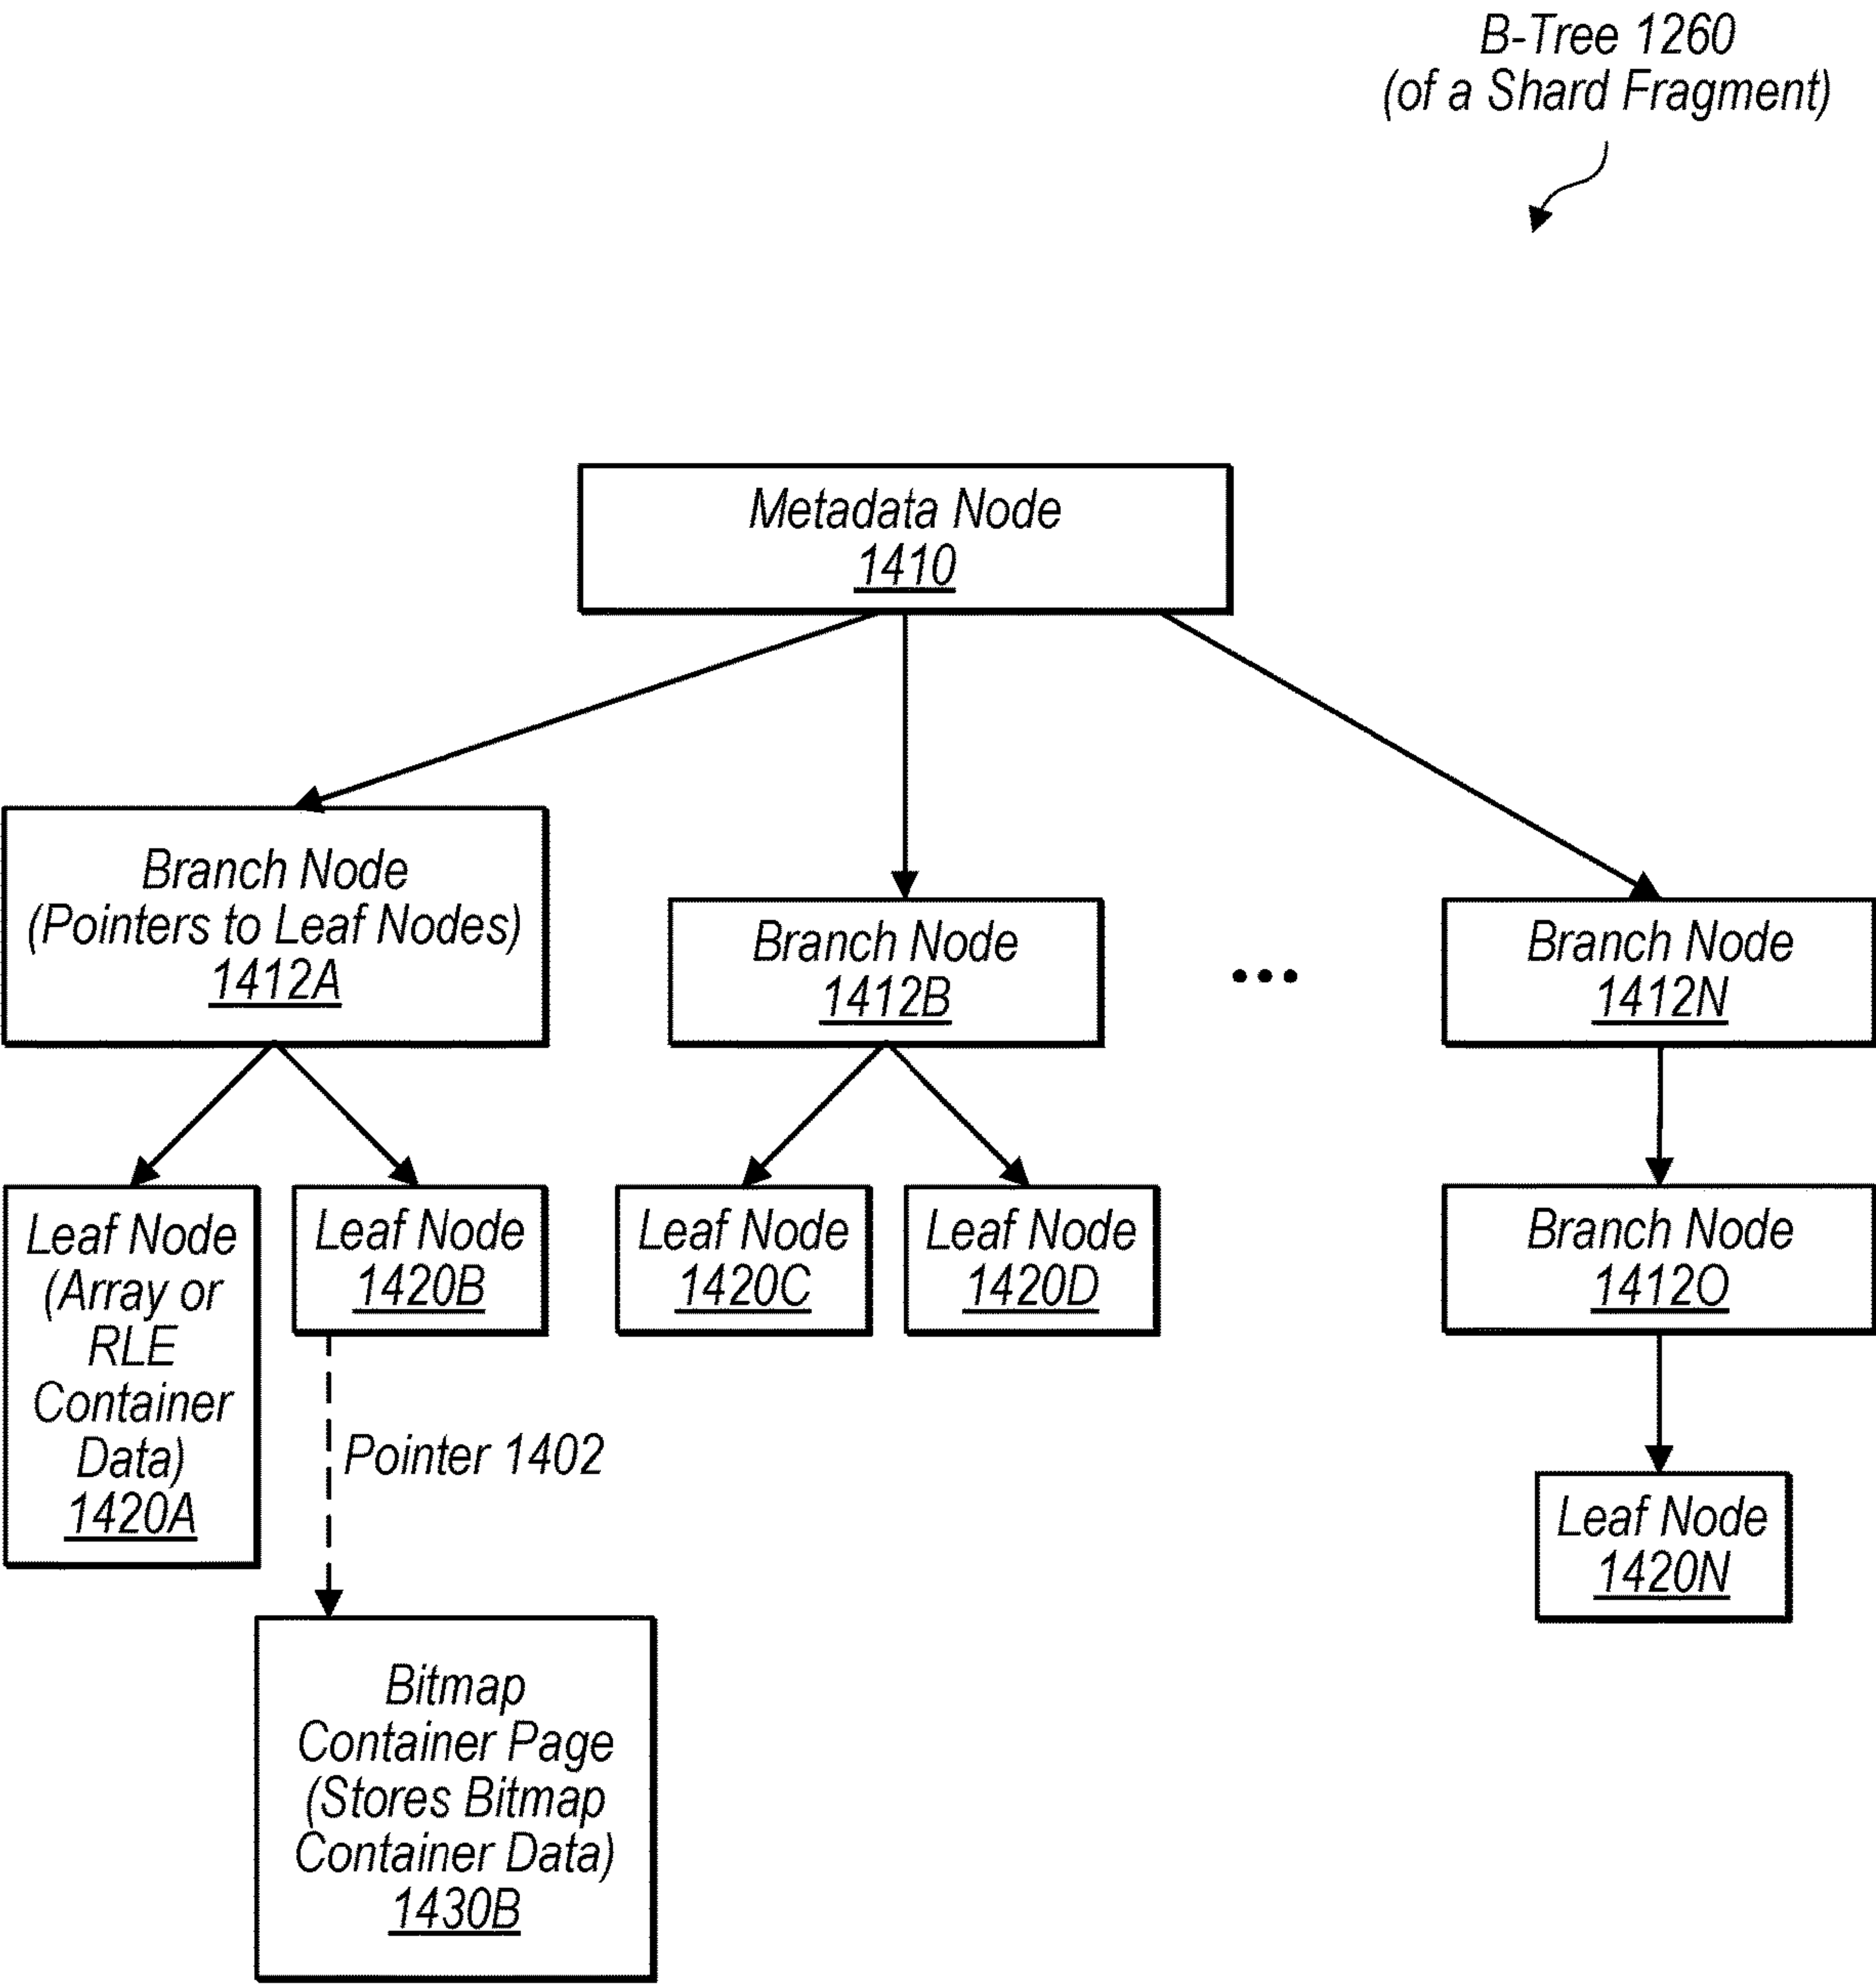 B-Tree 1260
(of a Shard Fragment)
Metadata Node
1410
Branch Node
(Pointers to Leaf Nodes)
1412A
Branch Node
1412B
•••
Branch Node
1412N
Leaf Node
(Array or
RLE
Container
Data)
1420A
Leaf Node
1420B
Leaf Node
1420C
Leaf Node
1420D
Branch Node
1412O
Pointer 1402
Leaf Node
1420N
Bitmap
Container Page
(Stores Bitmap
Container Data)
1430B